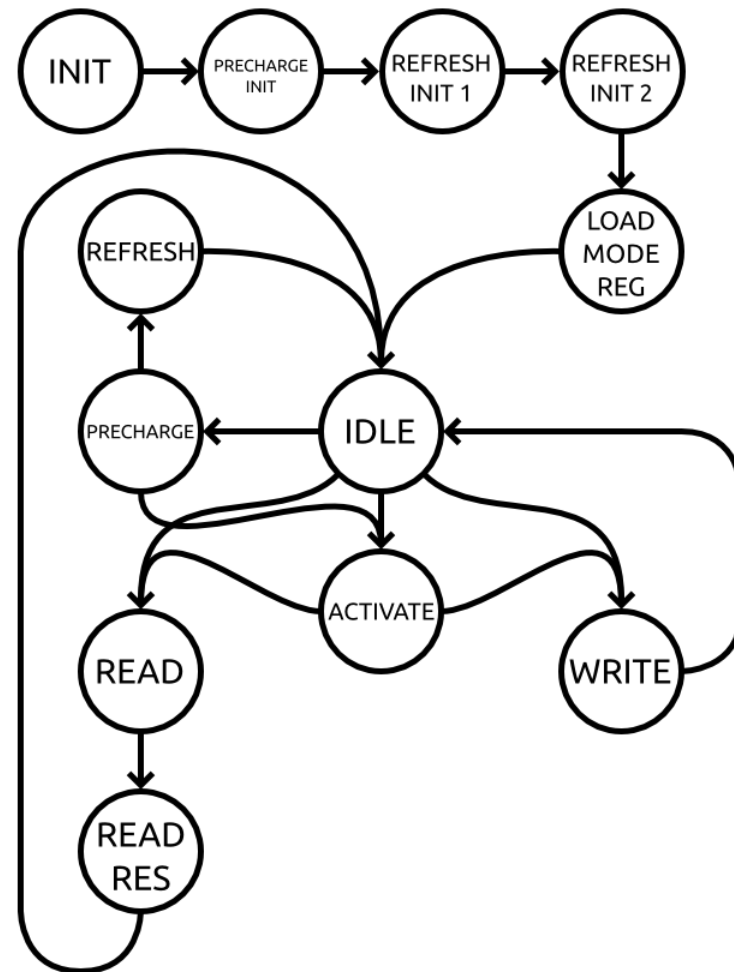 INIT
PRECHARGE
INIT
REFRESH
INIT 1
REFRESH
INIT 2
REFRESH
LOAD
MODE
REG
PRECHARGE
IDLE
ACTIVATE
READ
WRITE
READ
RES